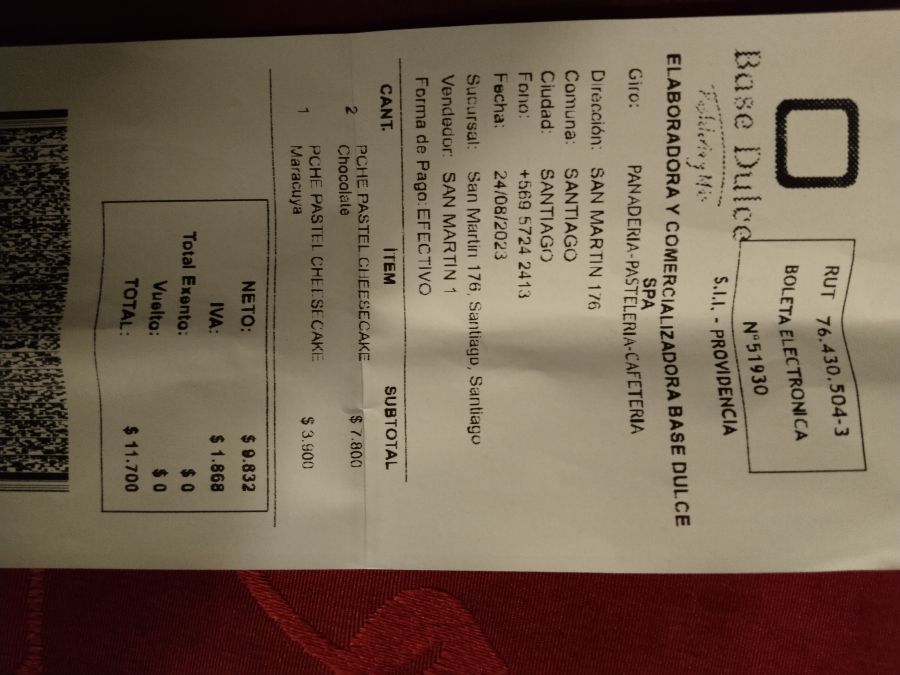 RUT 76.430.504-3
BOLETA ELECTRONICA
N°51930
Base Dulce
S.I.I. - PROVIDENCIA
ELABORADORA Y COMERCIALIZADORA BASE DULCE
SPA
Giro: PANADERIA-PASTELERIA-CAFETERIA
Dirección: SAN MARTIN 176
Comuna: SANTIAGO
Ciudad: SANTIAGO
Fono: +569 5724 2413
Fecha: 24/08/2023
Sucursal: San Martin 176, Santiago, Santiago
Vendedor: SAN MARTIN 1
Forma de Pago:EFECTIVO
CANT. ITEM SUBTOTAL
2 PCHE PASTEL CHEESECAKE $ 7.800
Chocolate
1 PCHE PASTEL CHEESECAKE $ 3.900
Maracuya
NETO: $ 9.832
IVA: $ 1.868
Total Exento: $ 0
Vuelto: $ 0
TOTAL: $ 11.700